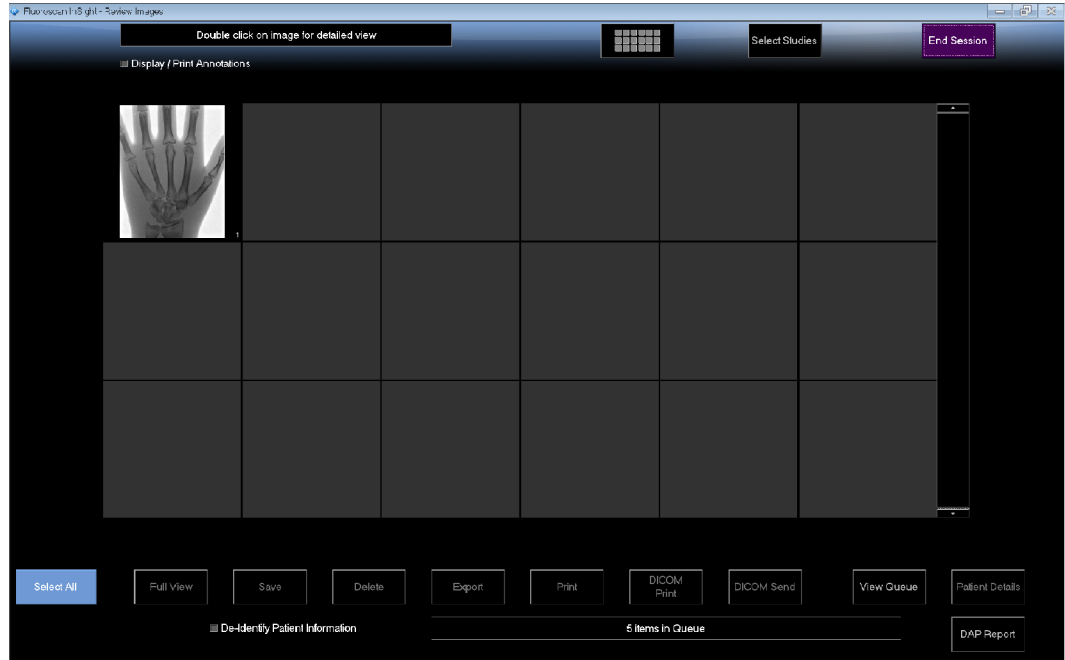 Fluoroscan InSight - Review Images
Double click on image for detailed view
Select Studies
End Session
Display / Print Annotations
1
Select All
Full View
Save
Delete
Export
Print
DICOM
Print
DICOM Send
View Queue
Patient Details
De-Identify Patient Information
5 items in Queue
DAP Report